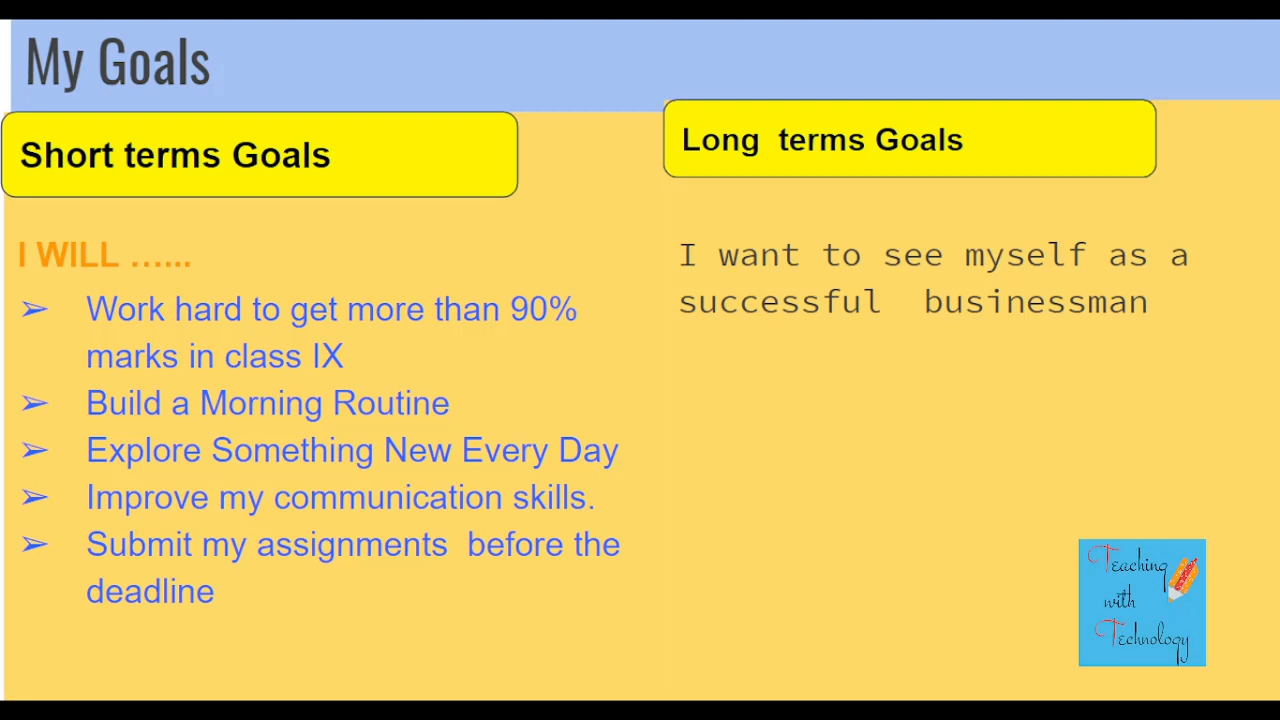 My Goals
Short terms Goals
I WILL …...
➢ Work hard to get more than 90%
marks in class IX
➢ Build a Morning Routine
➢ Explore Something New Every Day
➢ Improve my communication skills.
➢ Submit my assignments  before the
deadline
Long  terms Goals
I want to see myself as a
successful  businessman
Teaching
with
Technology